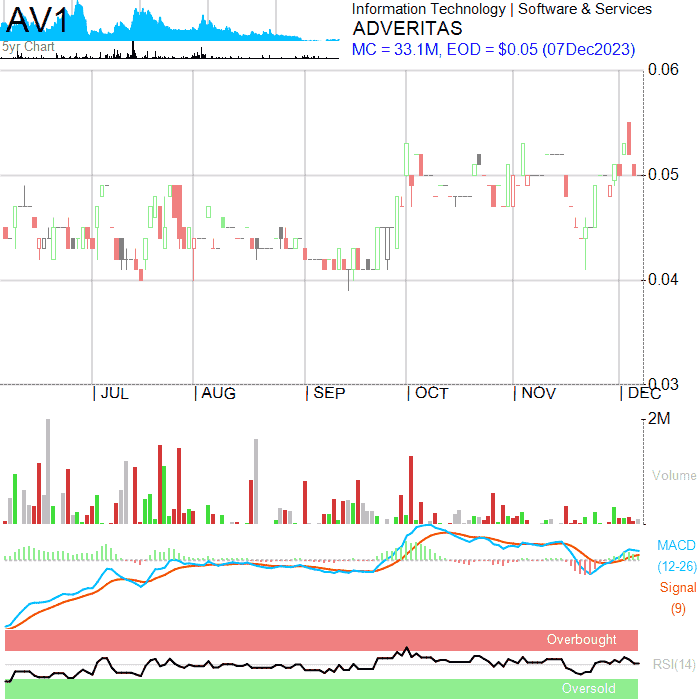 AV1
5yr Chart
Information Technology | Software & Services
ADVERITAS
MC = 33.1M, EOD = $0.05 (07Dec2023)
0.06
0.05
0.04
0.03
JUL AUG SEP OCT NOV DEC
2M
Volume
MACD
(12-26)
Signal
(9)
Overbought
RSI(14)
Oversold